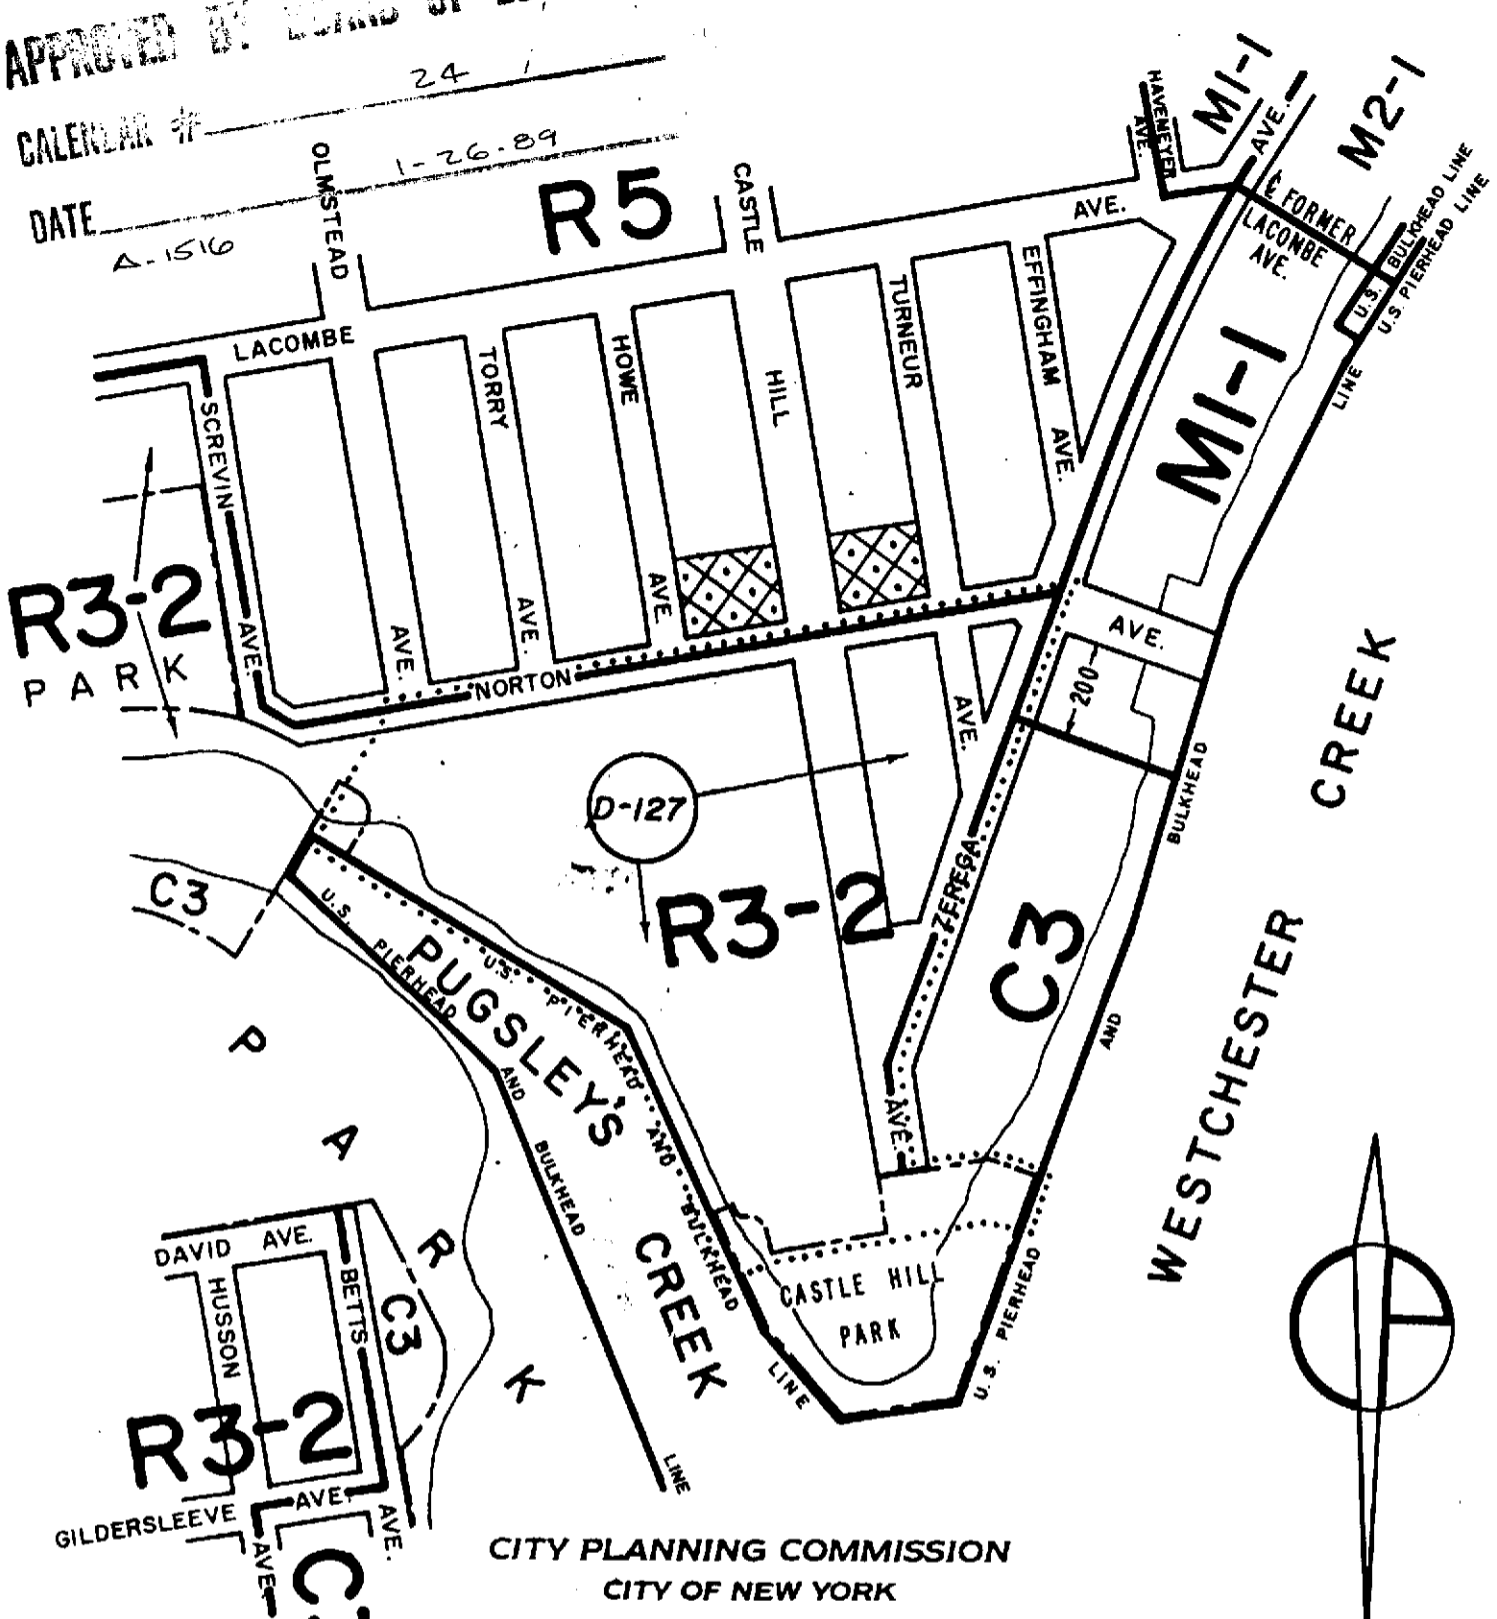 APPROVED BY BOARD OF
CALENDAR # 24
DATE 1-26-89
A-1516
OLMSTEAD
R5
CASTLE
HAVEMEYER
AVE.
M1-1
AVE.
M2-1
AVE.
℄ FORMER
LACOMBE
AVE.
U.S. BULKHEAD LINE
U.S. PIERHEAD LINE
LINE
LACOMBE
SCREVIN
AVE.
TORRY
AVE.
HOWE
AVE.
HILL
TURNEUR
EFFINGHAM
AVE.
M1-1
R3-2
PARK
AVE.
NORTON
AVE.
AVE.
200
D-127
R3-2
ZEREGA
AVE.
C3
BULKHEAD
AND
U.S. PIERHEAD
WESTCHESTER CREEK
C3
U.S.
PIERHEAD
AND
BULKHEAD
LINE
PUGSLEY'S
CREEK
U.S. PIERHEAD AND BULKHEAD
LINE
CASTLE HILL
PARK
PARK
DAVID AVE.
HUSSON
BETTS
C3
R3-2
GILDERSLEEVE AVE.
AVE.
AVE.
CITY PLANNING COMMISSION
CITY OF NEW YORK